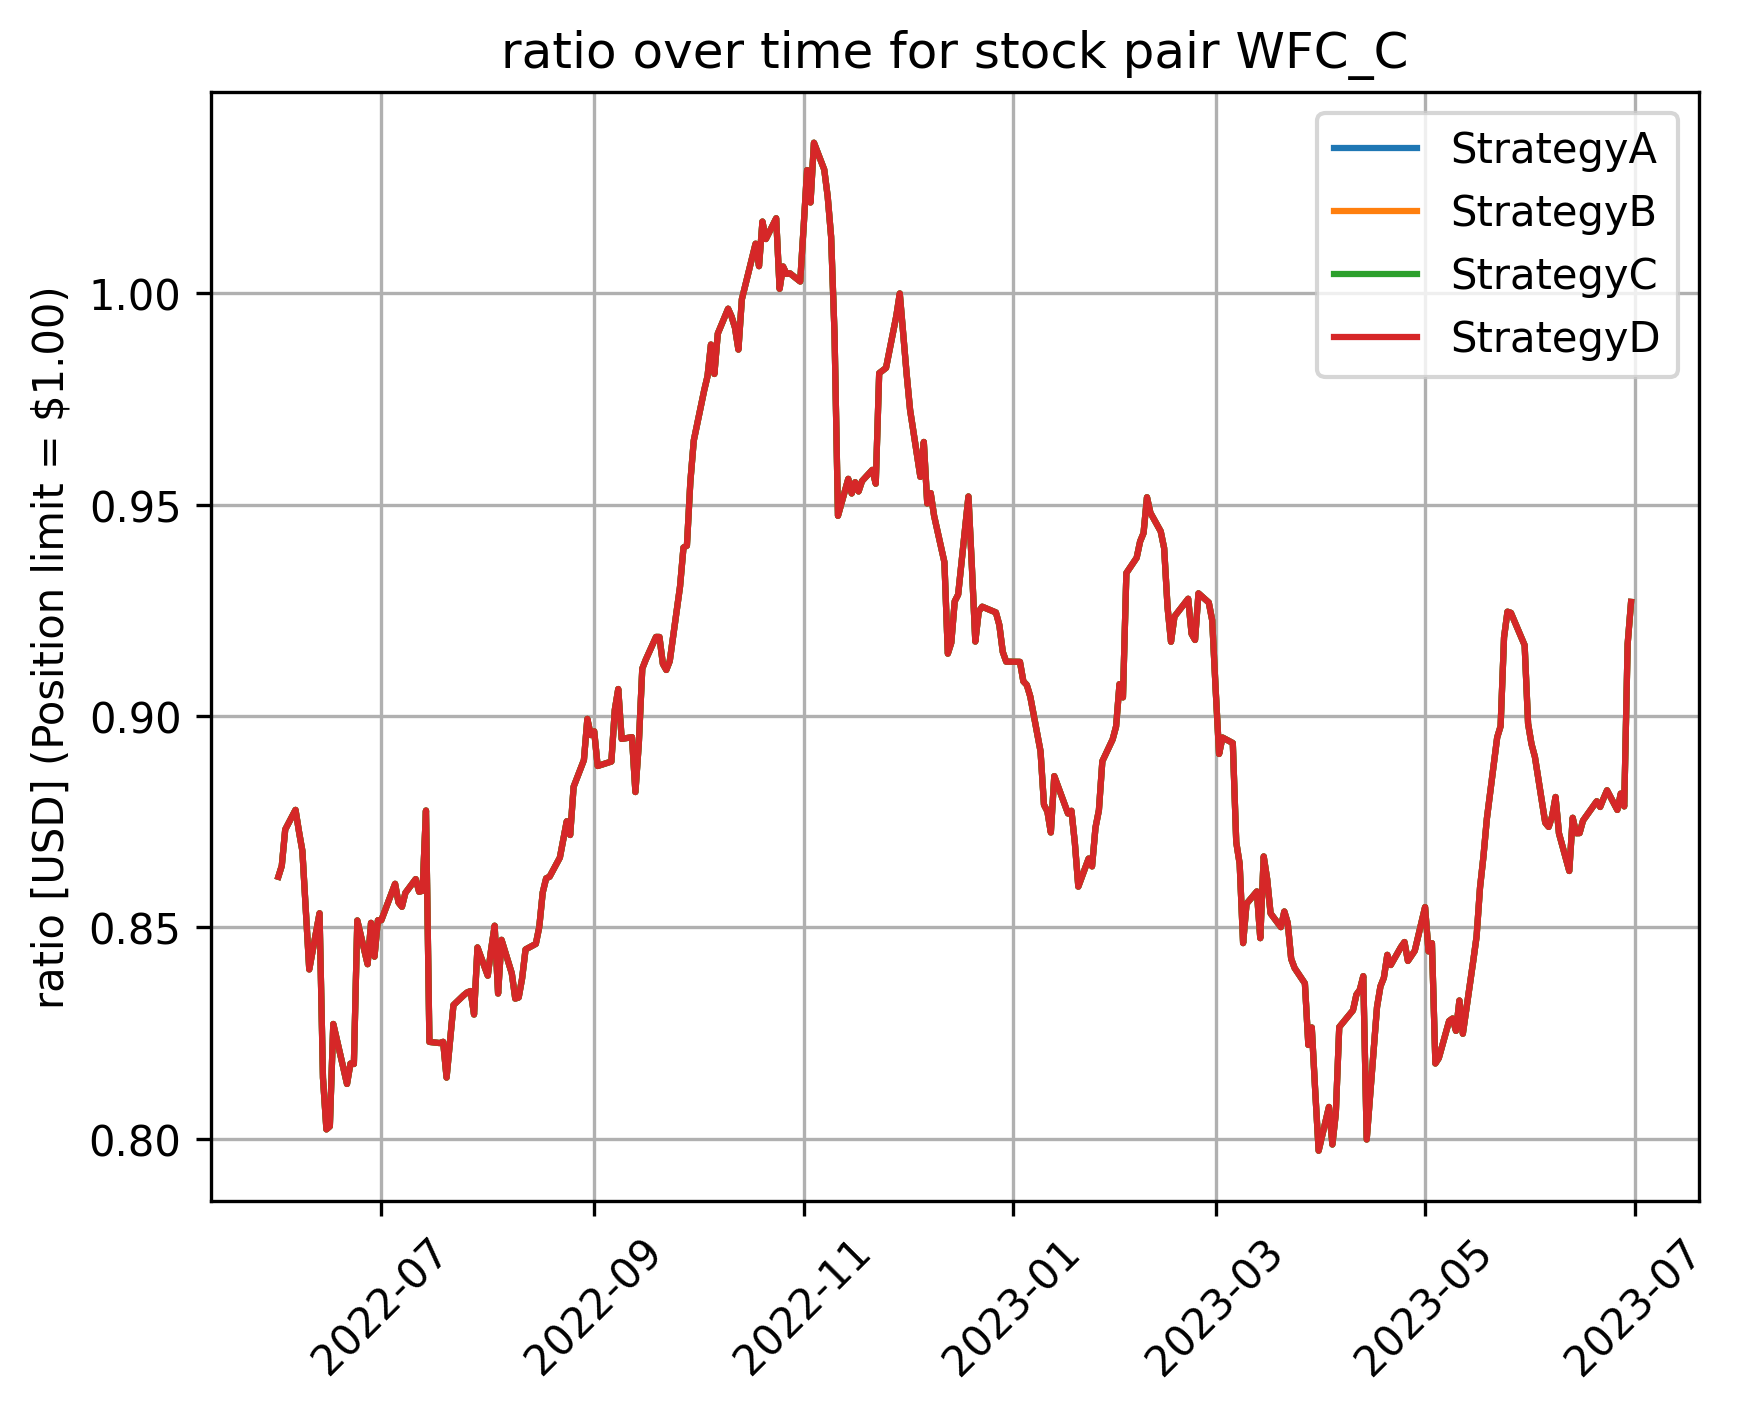 ratio over time for stock pair WFC_C
StrategyA
StrategyB
StrategyC
StrategyD
ratio [USD] (Position limit = $1.00)
1.00
0.95
0.90
0.85
0.80
2022-07
2022-09
2022-11
2023-01
2023-03
2023-05
2023-07